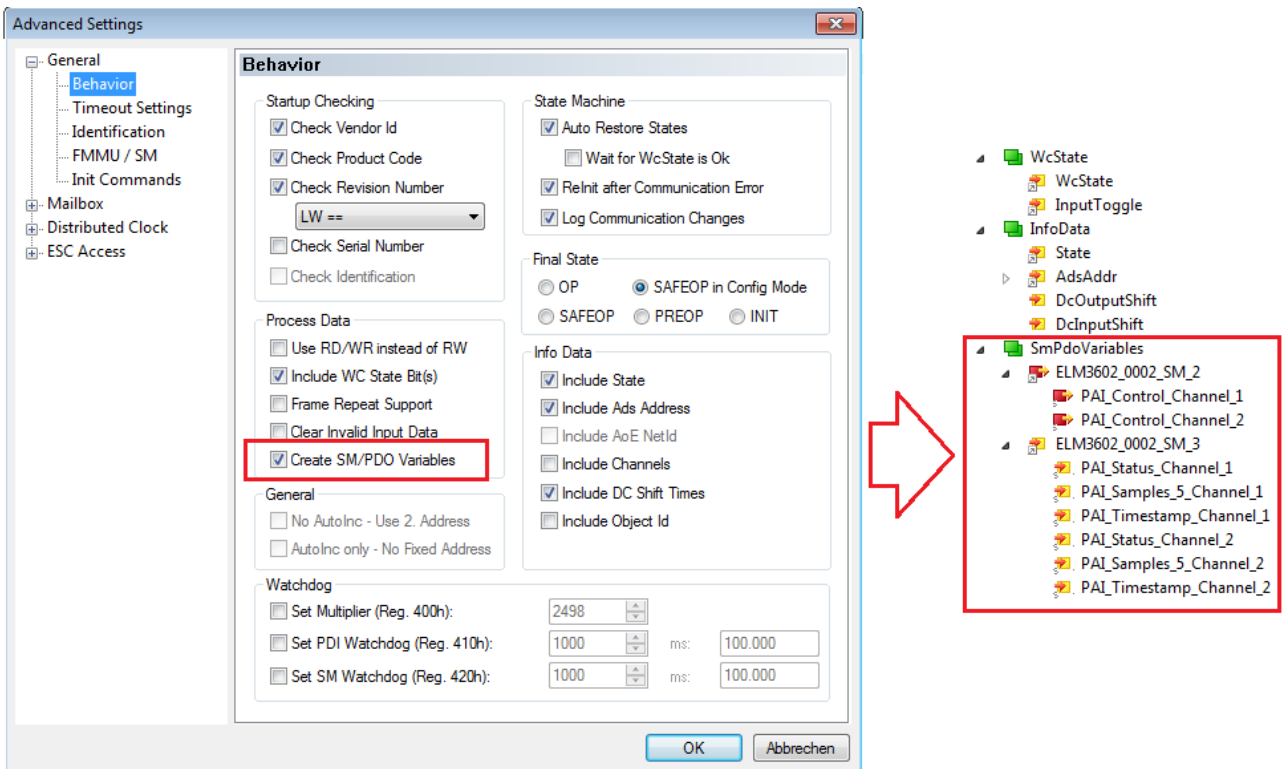 Advanced Settings
General
Behavior
Timeout Settings
Identification
FMMU / SM
Init Commands
Mailbox
Distributed Clock
ESC Access
Behavior
Startup Checking
Check Vendor Id
Check Product Code
Check Revision Number
LW ==
Check Serial Number
Check Identification
Process Data
Use RD/WR instead of RW
Include WC State Bit(s)
Frame Repeat Support
Clear Invalid Input Data
Create SM/PDO Variables
General
No AutoInc - Use 2. Address
AutoInc only - No Fixed Address
Watchdog
Set Multiplier (Reg. 400h): 2498
Set PDI Watchdog (Reg. 410h): 1000 ms: 100.000
Set SM Watchdog (Reg. 420h): 1000 ms: 100.000
State Machine
Auto Restore States
Wait for WcState is Ok
ReInit after Communication Error
Log Communication Changes
Final State
OP SAFEOP in Config Mode
SAFEOP PREOP INIT
Info Data
Include State
Include Ads Address
Include AoE NetId
Include Channels
Include DC Shift Times
Include Object Id
OK Abbrechen
WcState
WcState
InputToggle
InfoData
State
AdsAddr
DcOutputShift
DcInputShift
SmPdoVariables
ELM3602_0002_SM_2
PAI_Control_Channel_1
PAI_Control_Channel_2
ELM3602_0002_SM_3
PAI_Status_Channel_1
PAI_Samples_5_Channel_1
PAI_Timestamp_Channel_1
PAI_Status_Channel_2
PAI_Samples_5_Channel_2
PAI_Timestamp_Channel_2